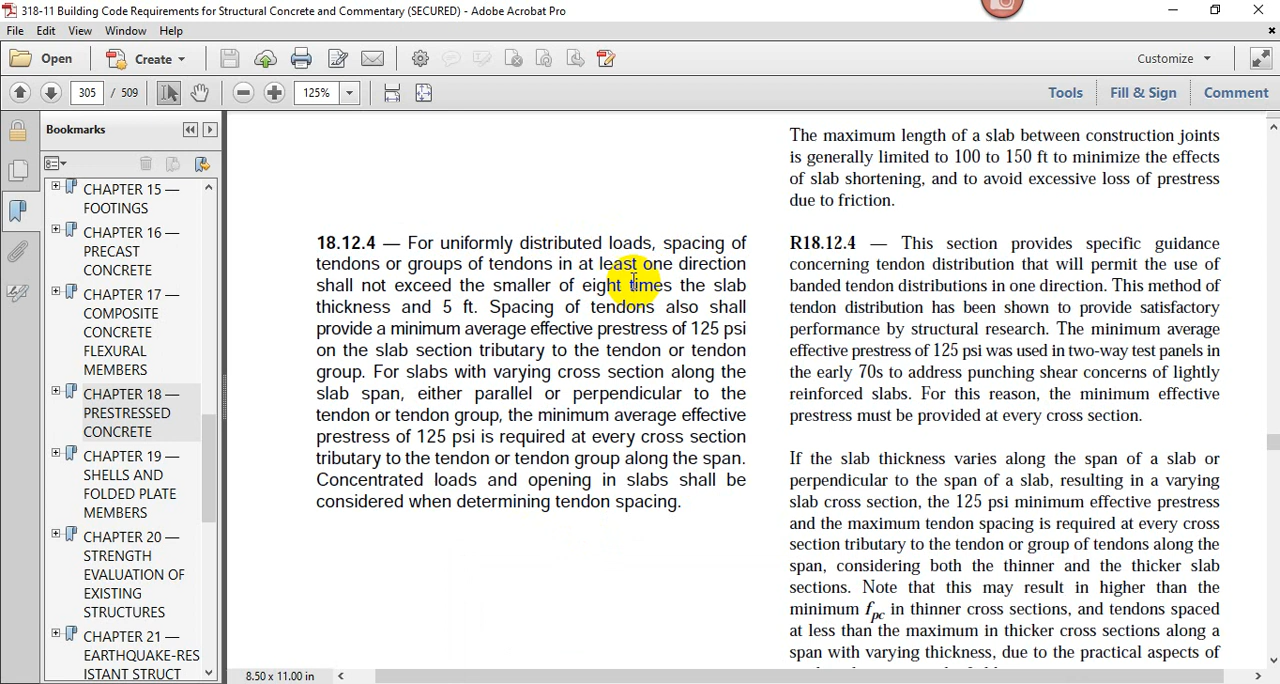 318-11 Building Code Requirements for Structural Concrete and Commentary (SECURED) - Adobe Acrobat Pro
File Edit View Window Help
Open Create Customize
305 / 509 125% Tools Fill & Sign Comment
Bookmarks
CHAPTER 15 —
FOOTINGS
CHAPTER 16 —
PRECAST
CONCRETE
CHAPTER 17 —
COMPOSITE
CONCRETE
FLEXURAL
MEMBERS
CHAPTER 18 —
PRESTRESSED
CONCRETE
CHAPTER 19 —
SHELLS AND
FOLDED PLATE
MEMBERS
CHAPTER 20 —
STRENGTH
EVALUATION OF
EXISTING
STRUCTURES
CHAPTER 21 —
EARTHQUAKE-RES
ISTANT STRUCT
18.12.4 — For uniformly distributed loads, spacing of
tendons or groups of tendons in at least one direction
shall not exceed the smaller of eight times the slab
thickness and 5 ft. Spacing of tendons also shall
provide a minimum average effective prestress of 125 psi
on the slab section tributary to the tendon or tendon
group. For slabs with varying cross section along the
slab span, either parallel or perpendicular to the
tendon or tendon group, the minimum average effective
prestress of 125 psi is required at every cross section
tributary to the tendon or tendon group along the span.
Concentrated loads and opening in slabs shall be
considered when determining tendon spacing.
The maximum length of a slab between construction joints
is generally limited to 100 to 150 ft to minimize the effects
of slab shortening, and to avoid excessive loss of prestress
due to friction.
R18.12.4 — This section provides specific guidance
concerning tendon distribution that will permit the use of
banded tendon distributions in one direction. This method of
tendon distribution has been shown to provide satisfactory
performance by structural research. The minimum average
effective prestress of 125 psi was used in two-way test panels in
the early 70s to address punching shear concerns of lightly
reinforced slabs. For this reason, the minimum effective
prestress must be provided at every cross section.
If the slab thickness varies along the span of a slab or
perpendicular to the span of a slab, resulting in a varying
slab cross section, the 125 psi minimum effective prestress
and the maximum tendon spacing is required at every cross
section tributary to the tendon or group of tendons along the
span, considering both the thinner and the thicker slab
sections. Note that this may result in higher than the
minimum fpc in thinner cross sections, and tendons spaced
at less than the maximum in thicker cross sections along a
span with varying thickness, due to the practical aspects of
8.50 x 11.00 in